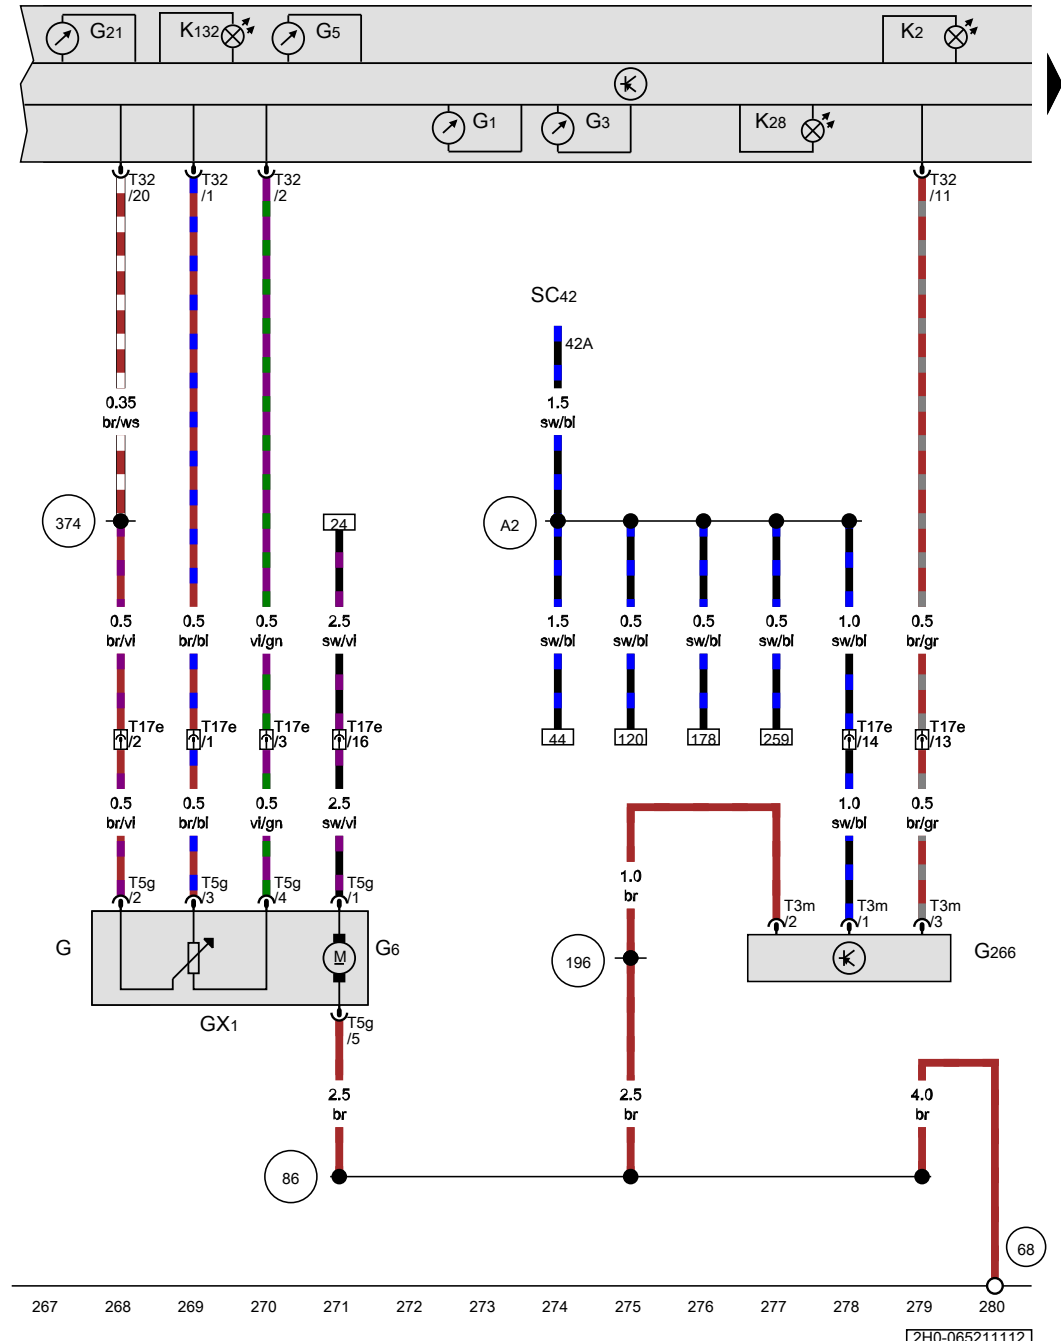 G21
K132
G5
K2
G1
G3
K28
T32
/20
T32
/1
T32
/2
T32
/11
SC42
42A
0.35
br/ws
1.5
sw/bl
374
24
A2
0.5
br/vi
0.5
br/bl
0.5
vi/gn
2.5
sw/vi
1.5
sw/bl
0.5
sw/bl
0.5
sw/bl
0.5
sw/bl
1.0
sw/bl
0.5
br/gr
T17e
/2
T17e
/1
T17e
/3
T17e
/16
44
120
178
259
T17e
/14
T17e
/13
0.5
br/vi
0.5
br/bl
0.5
vi/gn
2.5
sw/vi
1.0
sw/bl
0.5
br/gr
1.0
br
T5g
/2
T5g
/3
T5g
/4
T5g
/1
T3m
/2
T3m
/1
T3m
/3
G
M
G6
196
G266
GX1
T5g
/5
2.5
br
2.5
br
4.0
br
86
68
267 268 269 270 271 272 273 274 275 276 277 278 279 280
2H0-065211112